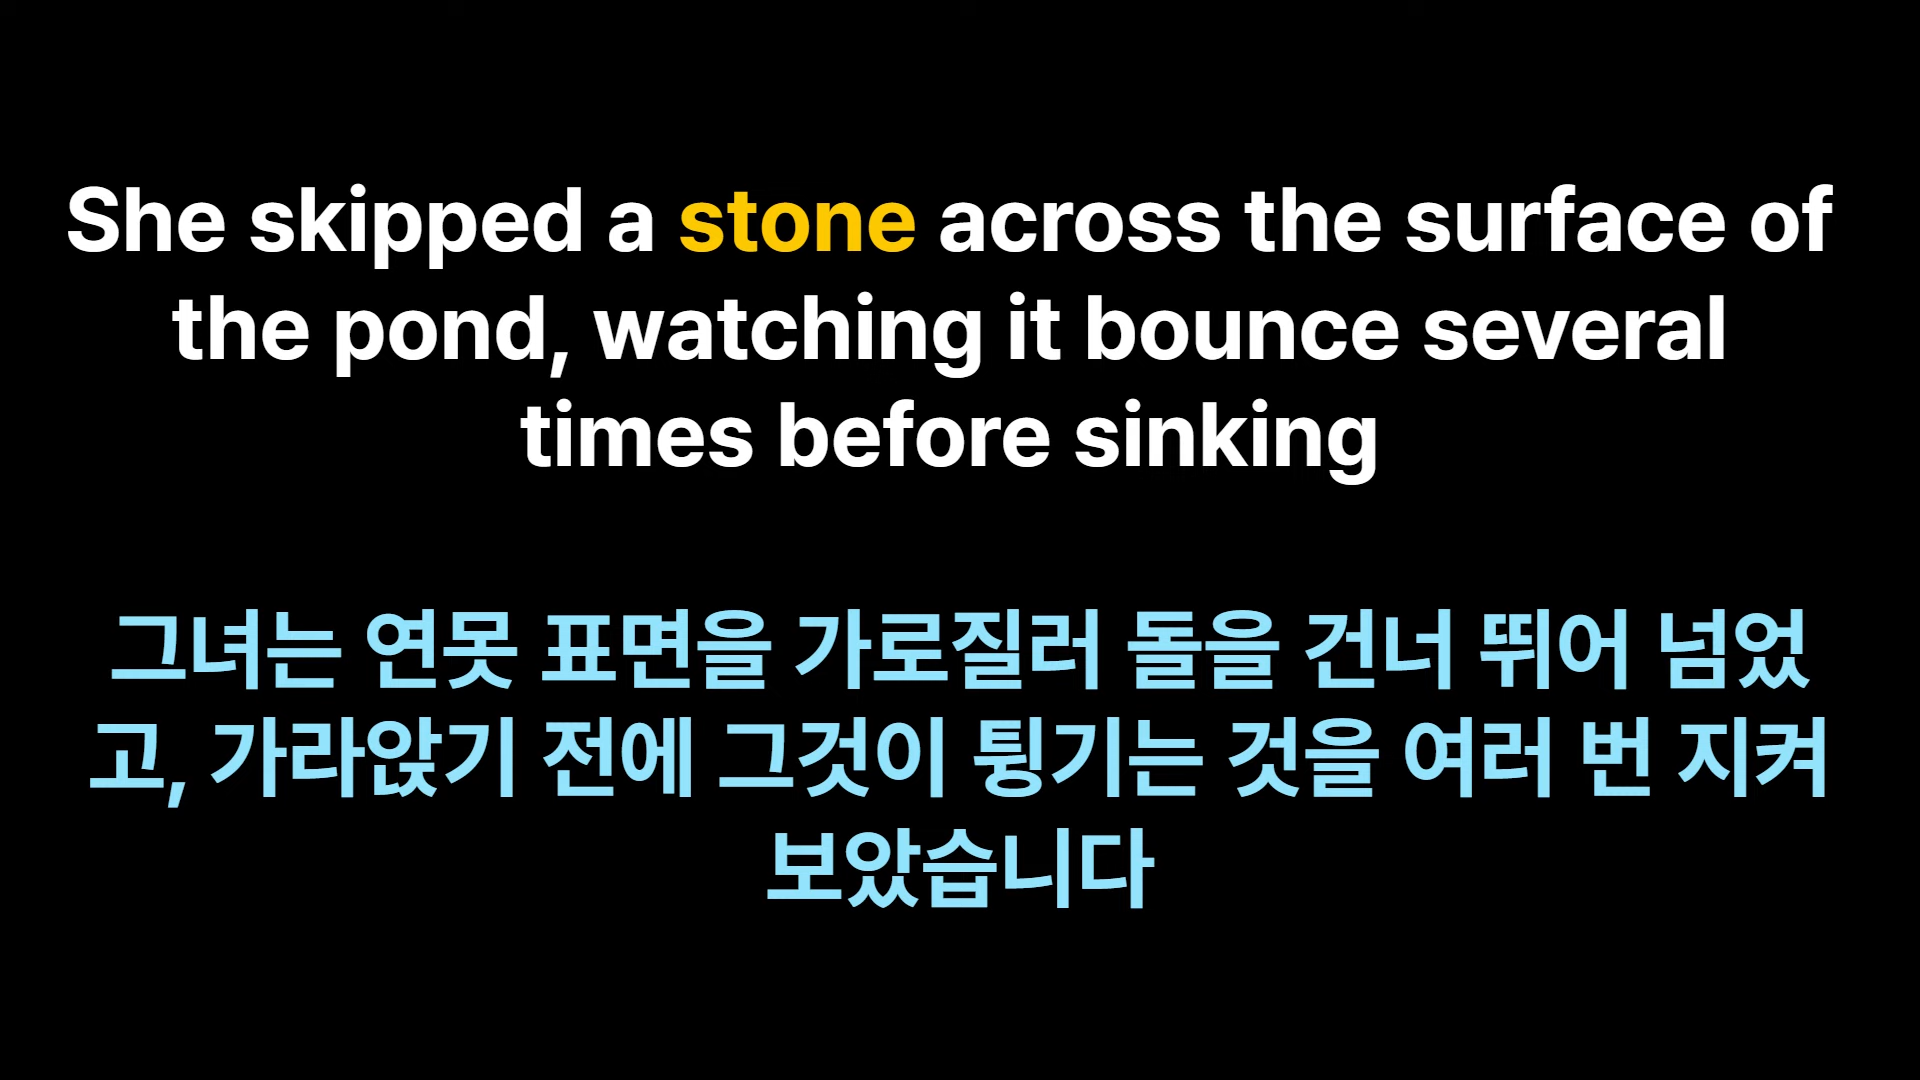 She skipped a stone across the surface of
the pond, watching it bounce several
times before sinking
그녀는 연못 표면을 가로질러 돌을 건너 뛰어 넘었
고, 가라앉기 전에 그것이 튕기는 것을 여러 번 지켜
보았습니다